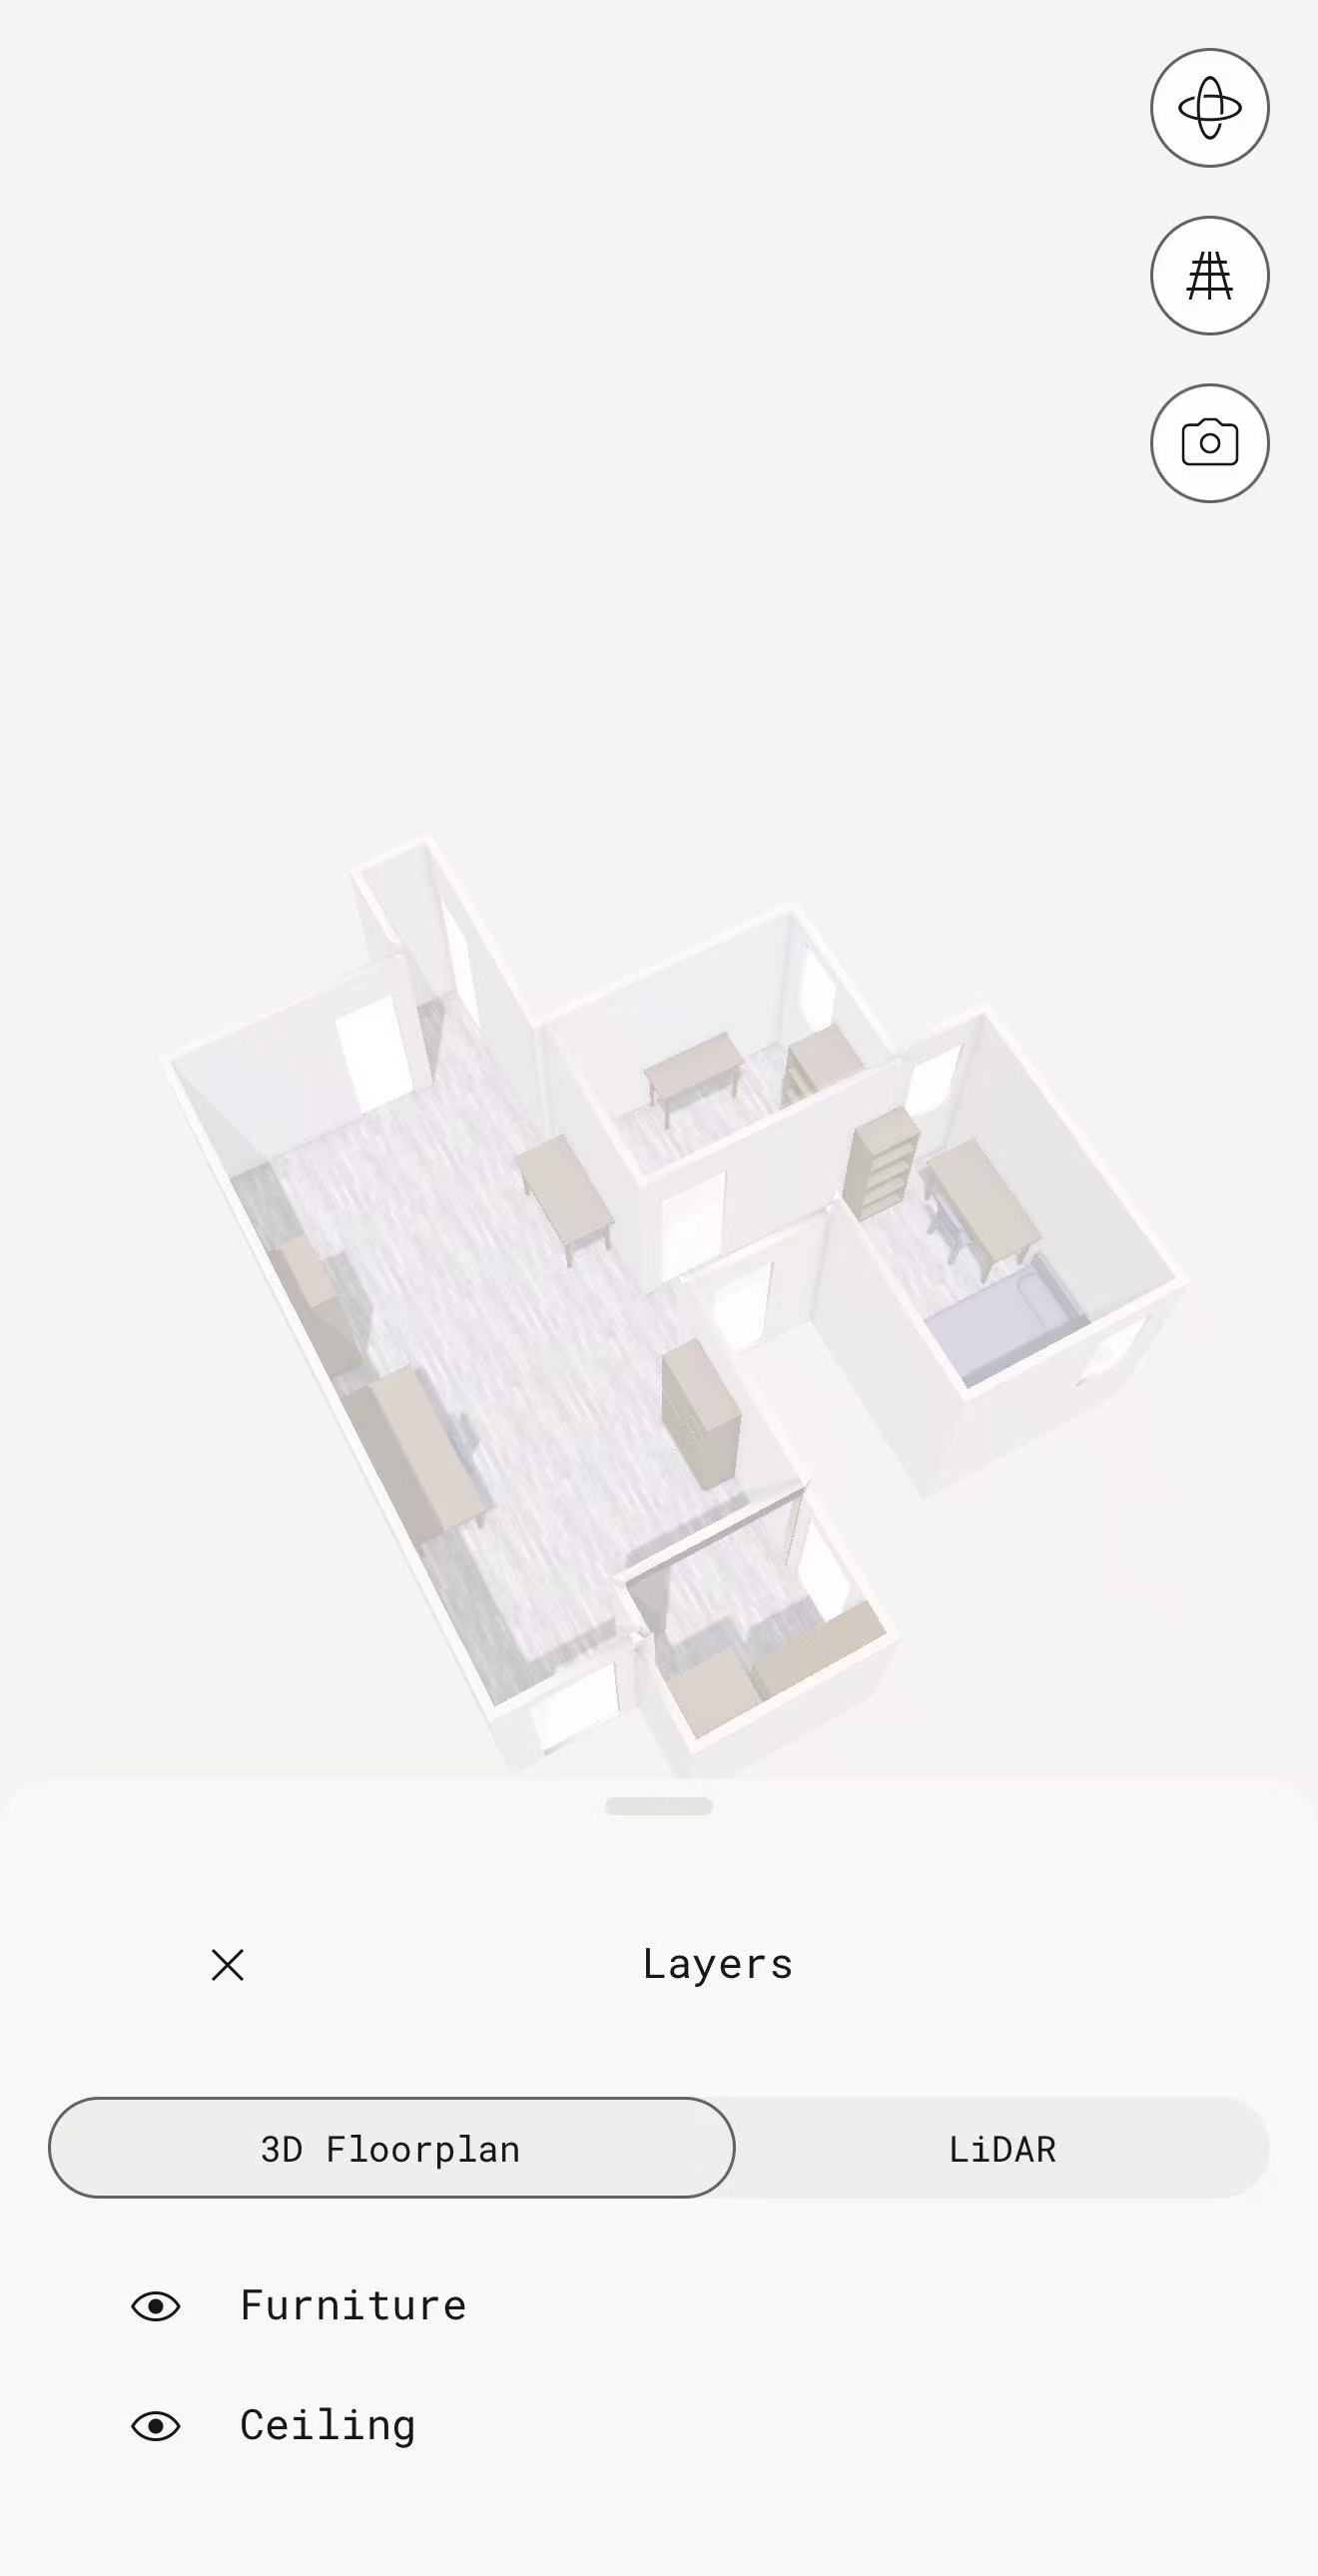 Layers
3D Floorplan
LiDAR
Furniture
Ceiling